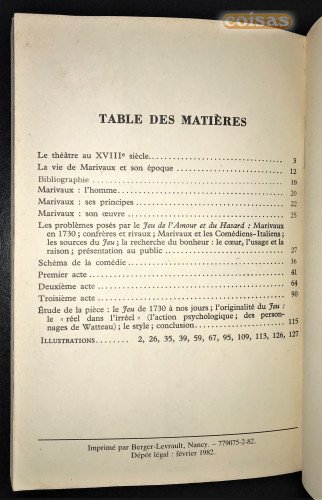 coisas
TABLE DES MATIÈRES
Le théâtre au XVIIIe siècle. 3
La vie de Marivaux et son époque 12
Bibliographie 19
Marivaux : l'homme. 20
Marivaux : ses principes 22
Marivaux : son œuvre 25
Les problèmes posés par le Jeu de l'Amour et du Hasard : Marivaux
en 1730 ; confrères et rivaux ; Marivaux et les Comédiens-Italiens ;
les sources du Jeu ; la recherche du bonheur : le cœur, l'usage et la
raison ; présentation au public 27
Schéma de la comédie 36
Premier acte 41
Deuxième acte 64
Troisième acte 90
Étude de la pièce : le Jeu de 1730 à nos jours ; l'originalité du Jeu :
le « réel dans l'irréel » (l'action psychologique ; des person-
nages de Watteau) ; le style ; conclusion 115
ILLUSTRATIONS 2, 26, 35, 39, 59, 67, 95, 109, 113, 126, 127
Imprimé par Berger-Levrault, Nancy. – 779075-2-82.
Dépôt légal : février 1982.